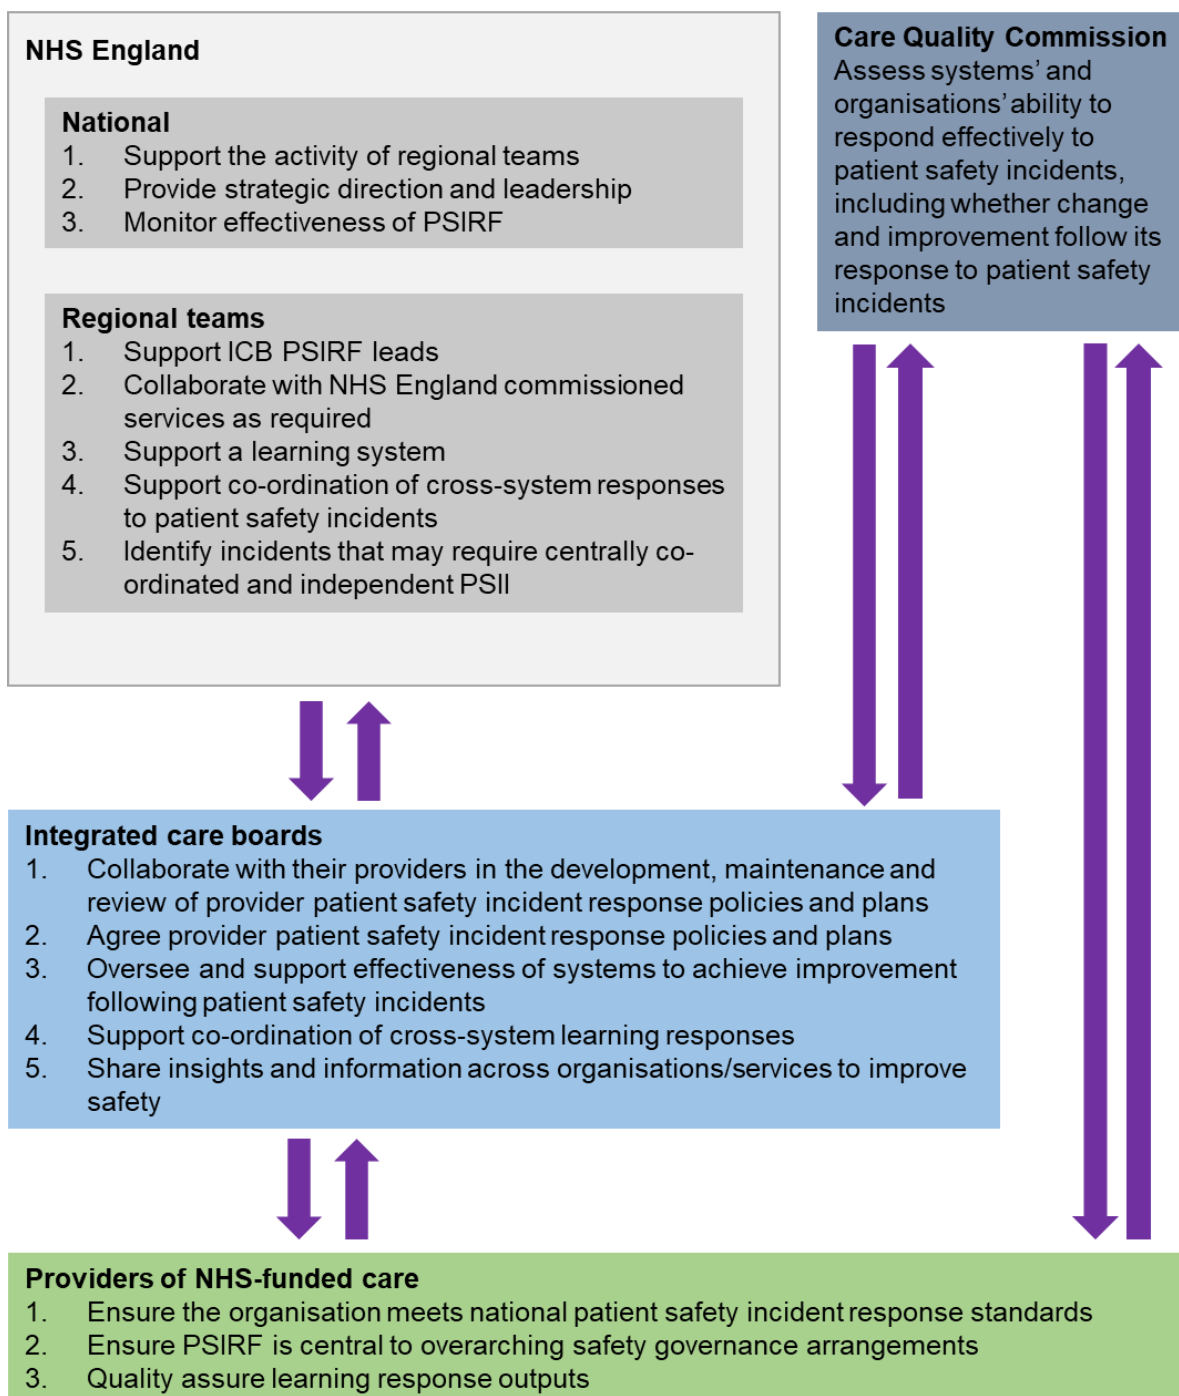 NHS England
National
1. Support the activity of regional teams
2. Provide strategic direction and leadership
3. Monitor effectiveness of PSIRF
Regional teams
1. Support ICB PSIRF leads
2. Collaborate with NHS England commissioned
services as required
3. Support a learning system
4. Support co-ordination of cross-system responses
to patient safety incidents
5. Identify incidents that may require centrally co-
ordinated and independent PSII
Care Quality Commission
Assess systems’ and
organisations’ ability to
respond effectively to
patient safety incidents,
including whether change
and improvement follow its
response to patient safety
incidents
Integrated care boards
1. Collaborate with their providers in the development, maintenance and
review of provider patient safety incident response policies and plans
2. Agree provider patient safety incident response policies and plans
3. Oversee and support effectiveness of systems to achieve improvement
following patient safety incidents
4. Support co-ordination of cross-system learning responses
5. Share insights and information across organisations/services to improve
safety
Providers of NHS-funded care
1. Ensure the organisation meets national patient safety incident response standards
2. Ensure PSIRF is central to overarching safety governance arrangements
3. Quality assure learning response outputs